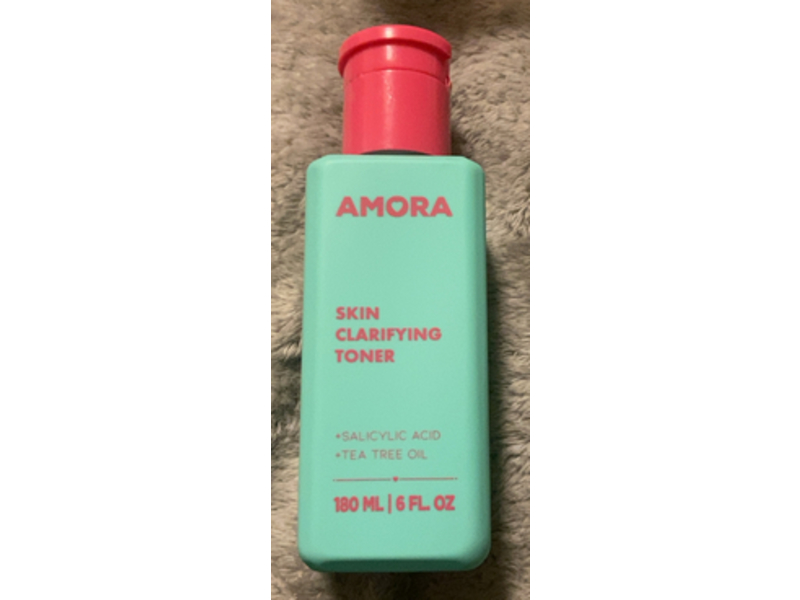 AMORA
SKIN
CLARIFYING
TONER
+SALICYLIC ACID
+TEA TREE OIL
180 ML | 6 FL. OZ